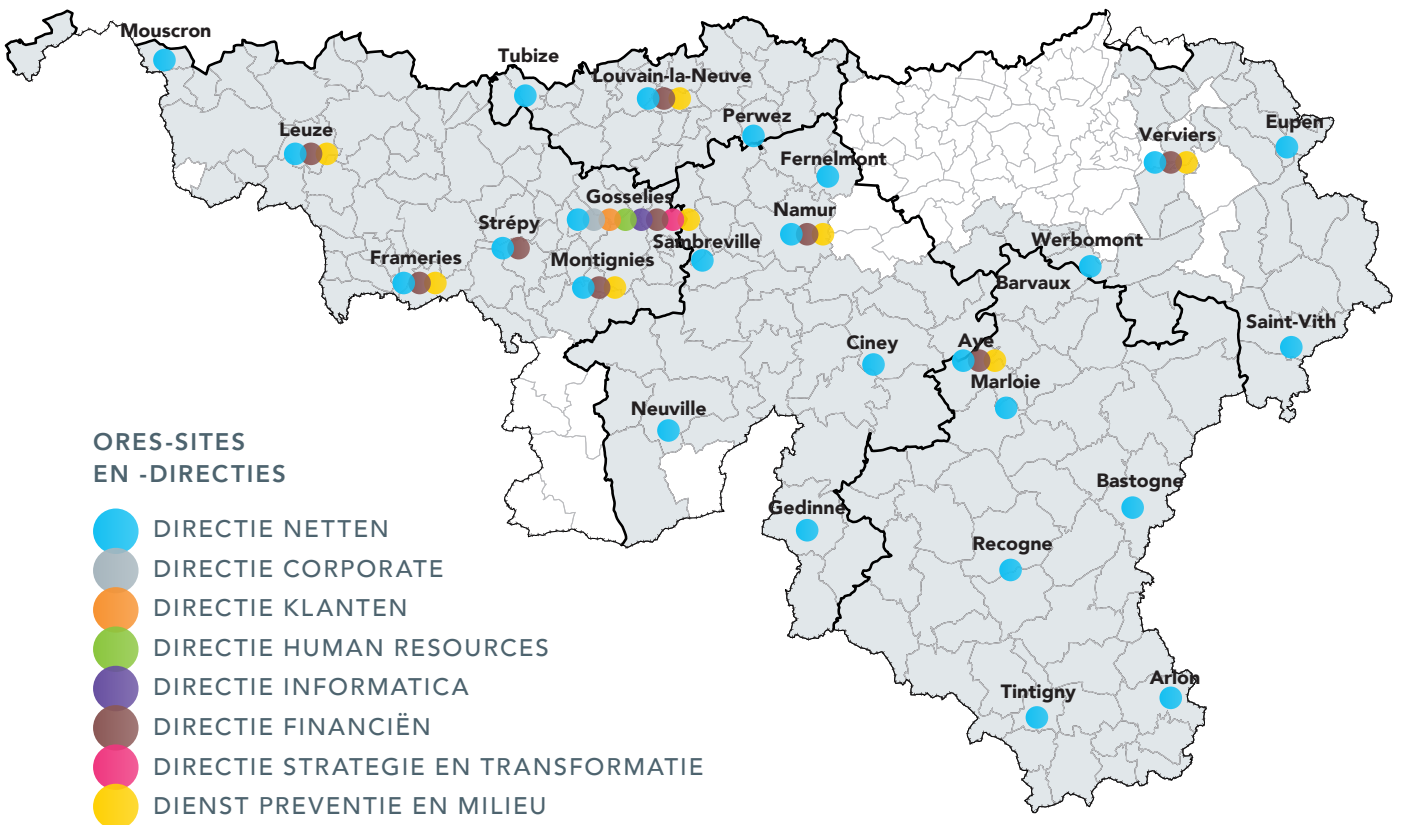 Mouscron
Tubize
Louvain-la-Neuve
Perwez
Leuze
Verviers
Eupen
Fernelmont
Gosselies
Namur
Strépy
Sambreville
Werbomont
Frameries
Montignies
Barvaux
Saint-Vith
Ciney
Aye
Marloie
Neuville
ORES-SITES
EN -DIRECTIES
Bastogne
Gedinne
Recogne
Tintigny
Arlon
DIRECTIE NETTEN
DIRECTIE CORPORATE
DIRECTIE KLANTEN
DIRECTIE HUMAN RESOURCES
DIRECTIE INFORMATICA
DIRECTIE FINANCIËN
DIRECTIE STRATEGIE EN TRANSFORMATIE
DIENST PREVENTIE EN MILIEU